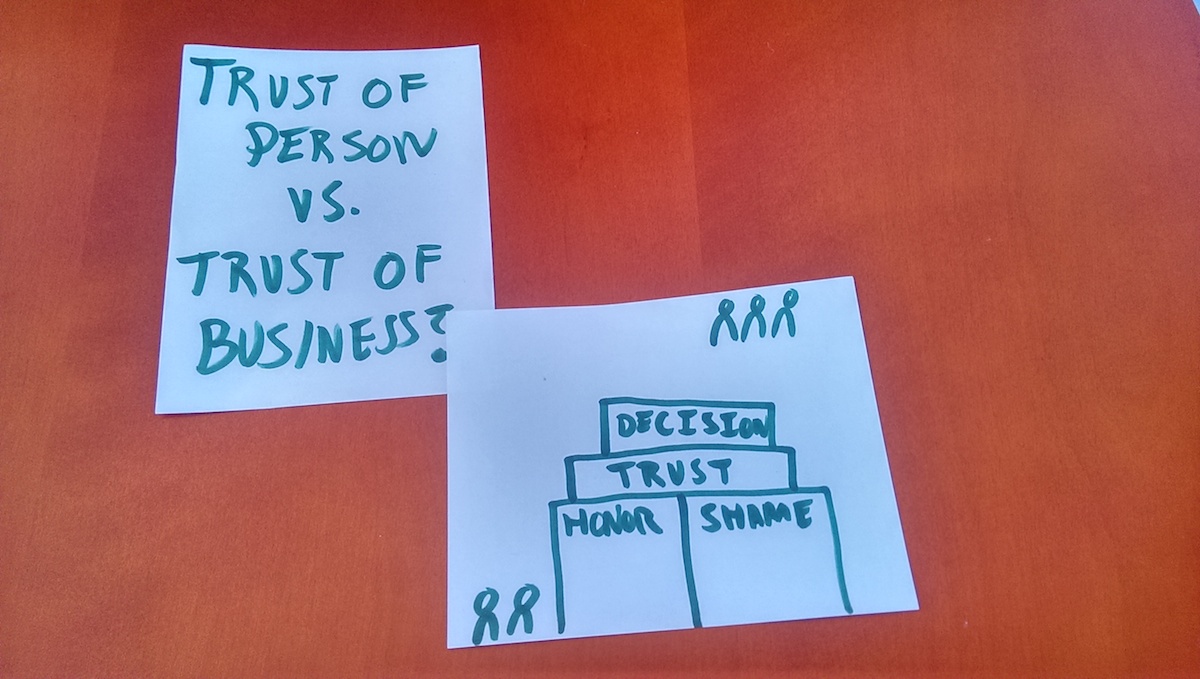 TRUST OF
PERSON
VS.
TRUST OF
BUSINESS?
DECISION
TRUST
HONOR SHAME